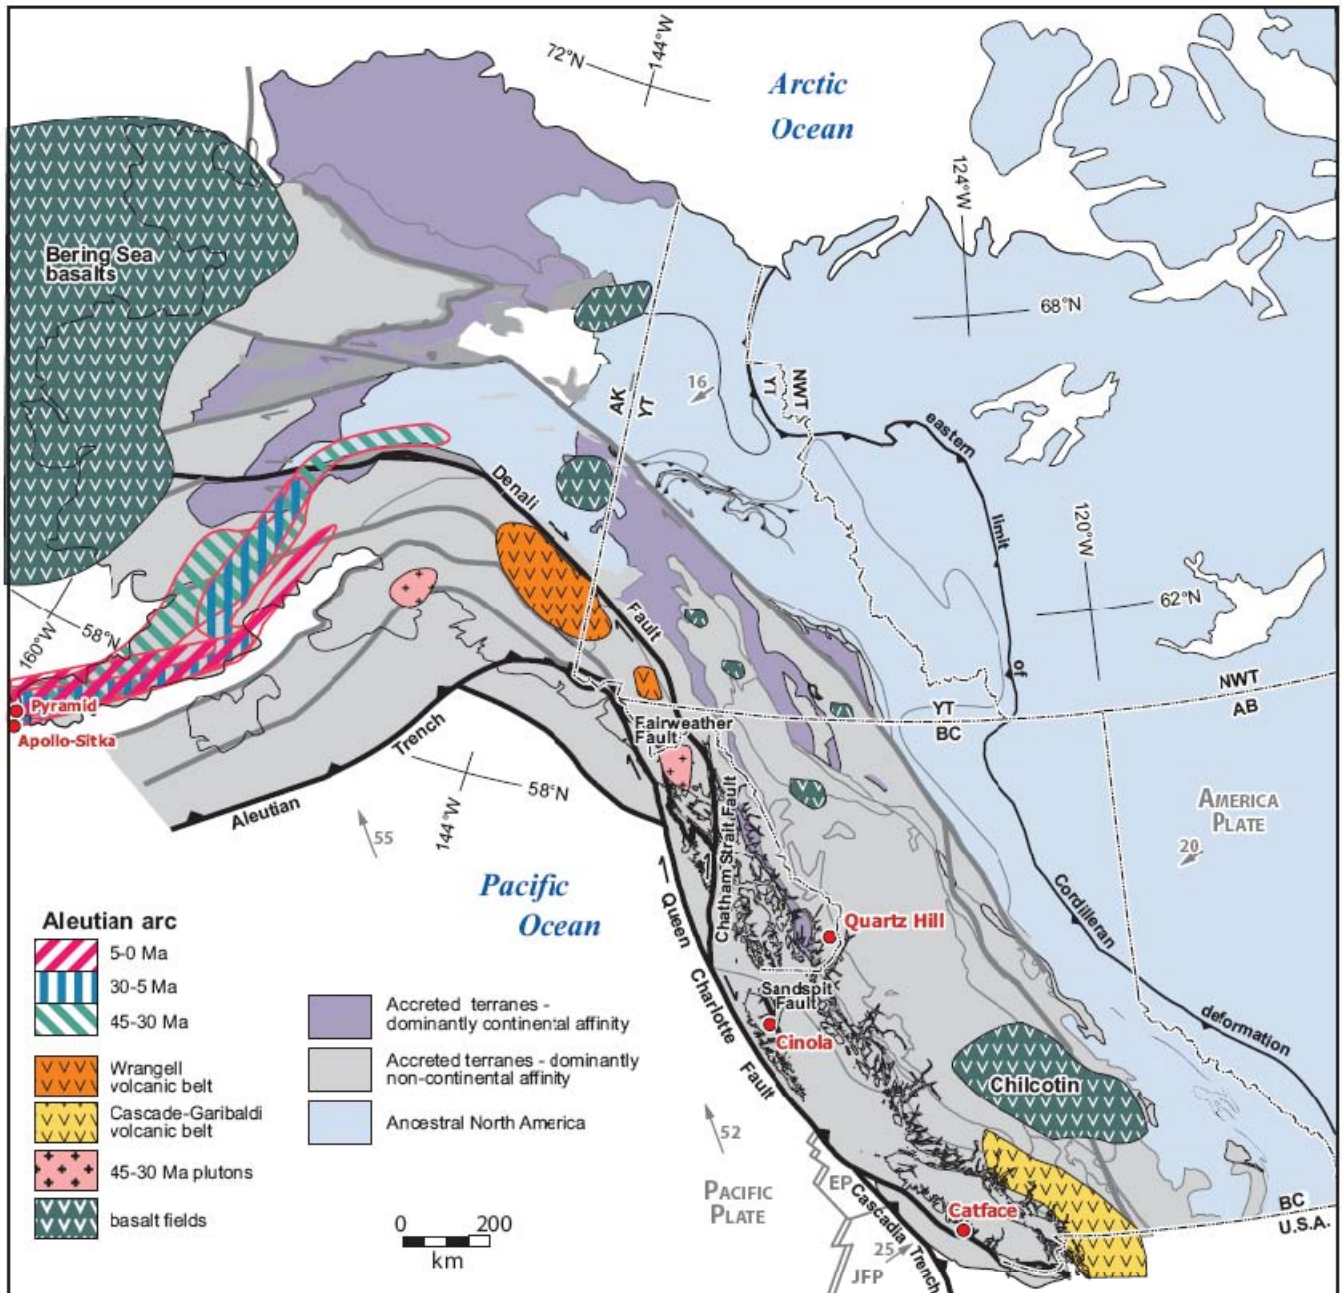 72°N
144°W
Arctic
Ocean
124°W
Bering Sea
basalts
68°N
AK
YT
16
NWT
YT
eastern
limit
of
Cordilleran
deformation
Denali
Fault
120°W
62°N
160°W
58°N
NWT
AB
YT
BC
Pyramid
Apollo-Sitka
Fairweather
Fault
Trench
Aleutian
58°N
144°W
55
Chatham Strait Fault
AMERICA
PLATE
20
Pacific
Ocean
Queen
Charlotte
Fault
Quartz Hill
Sandspit
Fault
Cinola
Chilcotin
Aleutian arc
5-0 Ma
30-5 Ma
45-30 Ma
Wrangell
volcanic belt
Cascade-Garibaldi
volcanic belt
45-30 Ma plutons
basalt fields
Accreted terranes -
dominantly continental affinity
Accreted terranes - dominantly
non-continental affinity
Ancestral North America
0 200
km
52
PACIFIC
PLATE
EP
Cascadia
Trench
25
JFP
Catface
BC
U.S.A.